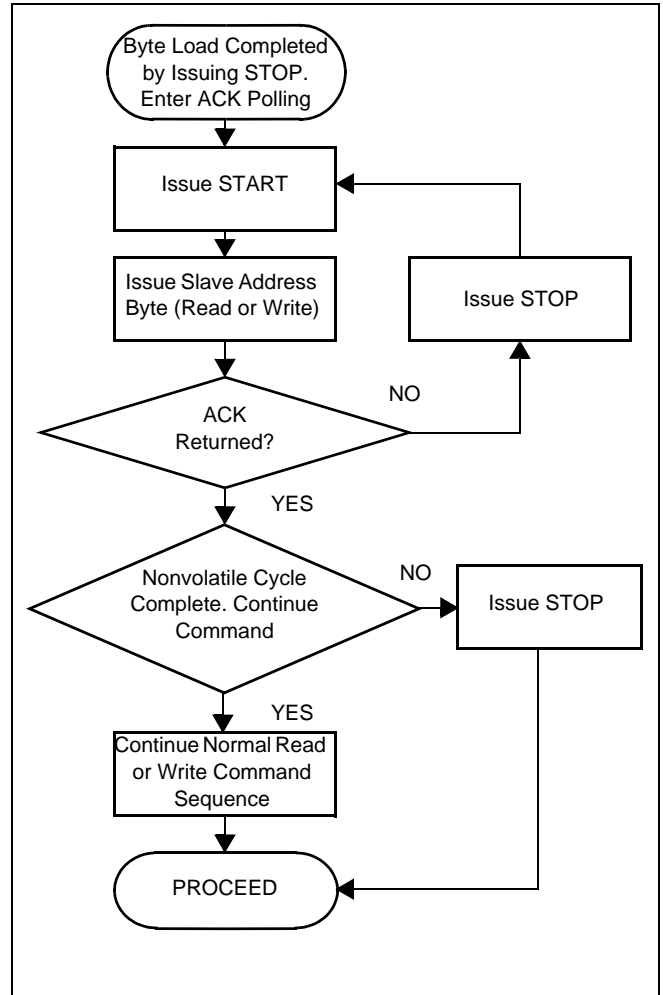 Byte Load Completed
by Issuing STOP.
Enter ACK Polling
Issue START
Issue Slave Address
Byte (Read or Write)
Issue STOP
NO
ACK
Returned?
YES
Nonvolatile Cycle
Complete. Continue
Command
NO
Issue STOP
YES
Continue Normal Read
or Write Command
Sequence
PROCEED